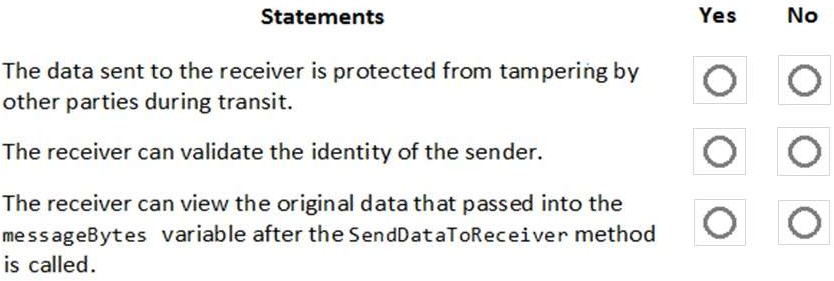 Statements Yes No
The data sent to the receiver is protected from tampering by
other parties during transit.
The receiver can validate the identity of the sender.
The receiver can view the original data that passed into the
messageBytes variable after the SendDataToReceiver method
is called.